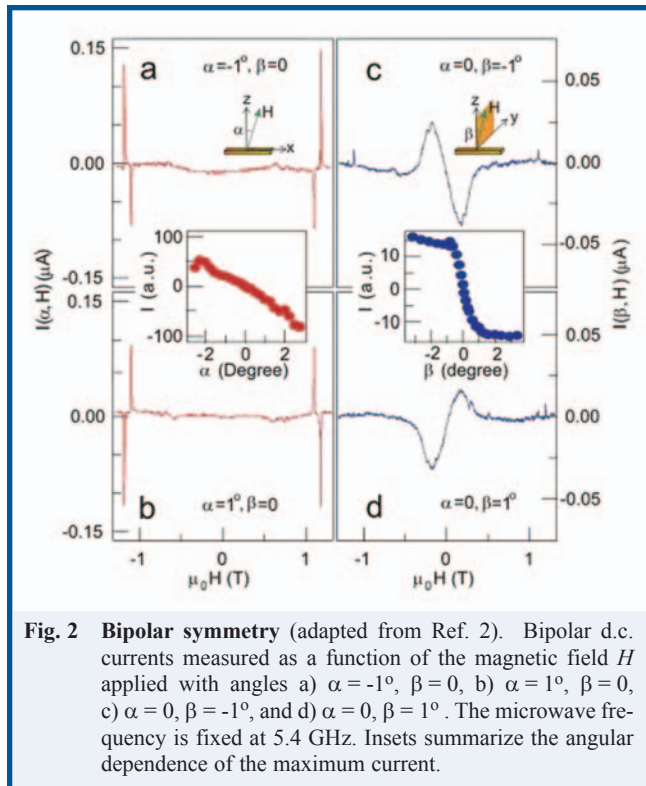 0.15
a
α=-1°, β=0
z
H
α
x
0.00
-0.15
c
α=0, β=-1°
z
H
y
β
0.05
0.00
-0.05
I(α,H) (μA)
I(β,H) (μA)
100
0
-100
I (a.u.)
-2 0 2
α (Degree)
10
0
-10
I (a.u.)
-2 0 2
β (degree)
0.15
0.00
-0.15
b
α=1°, β=0
d
α=0, β=1°
0.05
0.00
-0.05
-1 0 1
μ₀H (T)
-1 0 1
μ₀H (T)
Fig. 2 Bipolar symmetry (adapted from Ref. 2). Bipolar d.c.
currents measured as a function of the magnetic field H
applied with angles a) α = -1°, β = 0, b) α = 1°, β = 0,
c) α = 0, β = -1°, and d) α = 0, β = 1° . The microwave fre-
quency is fixed at 5.4 GHz. Insets summarize the angular
dependence of the maximum current.